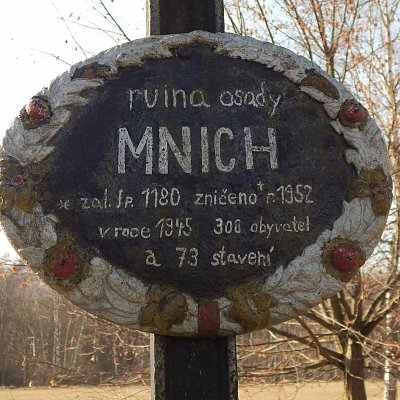 ruina osady
MNICH
zal. r. 1180 zničeno † r. 1952
v roce 1945 300 obyvatel
a 73 stavení